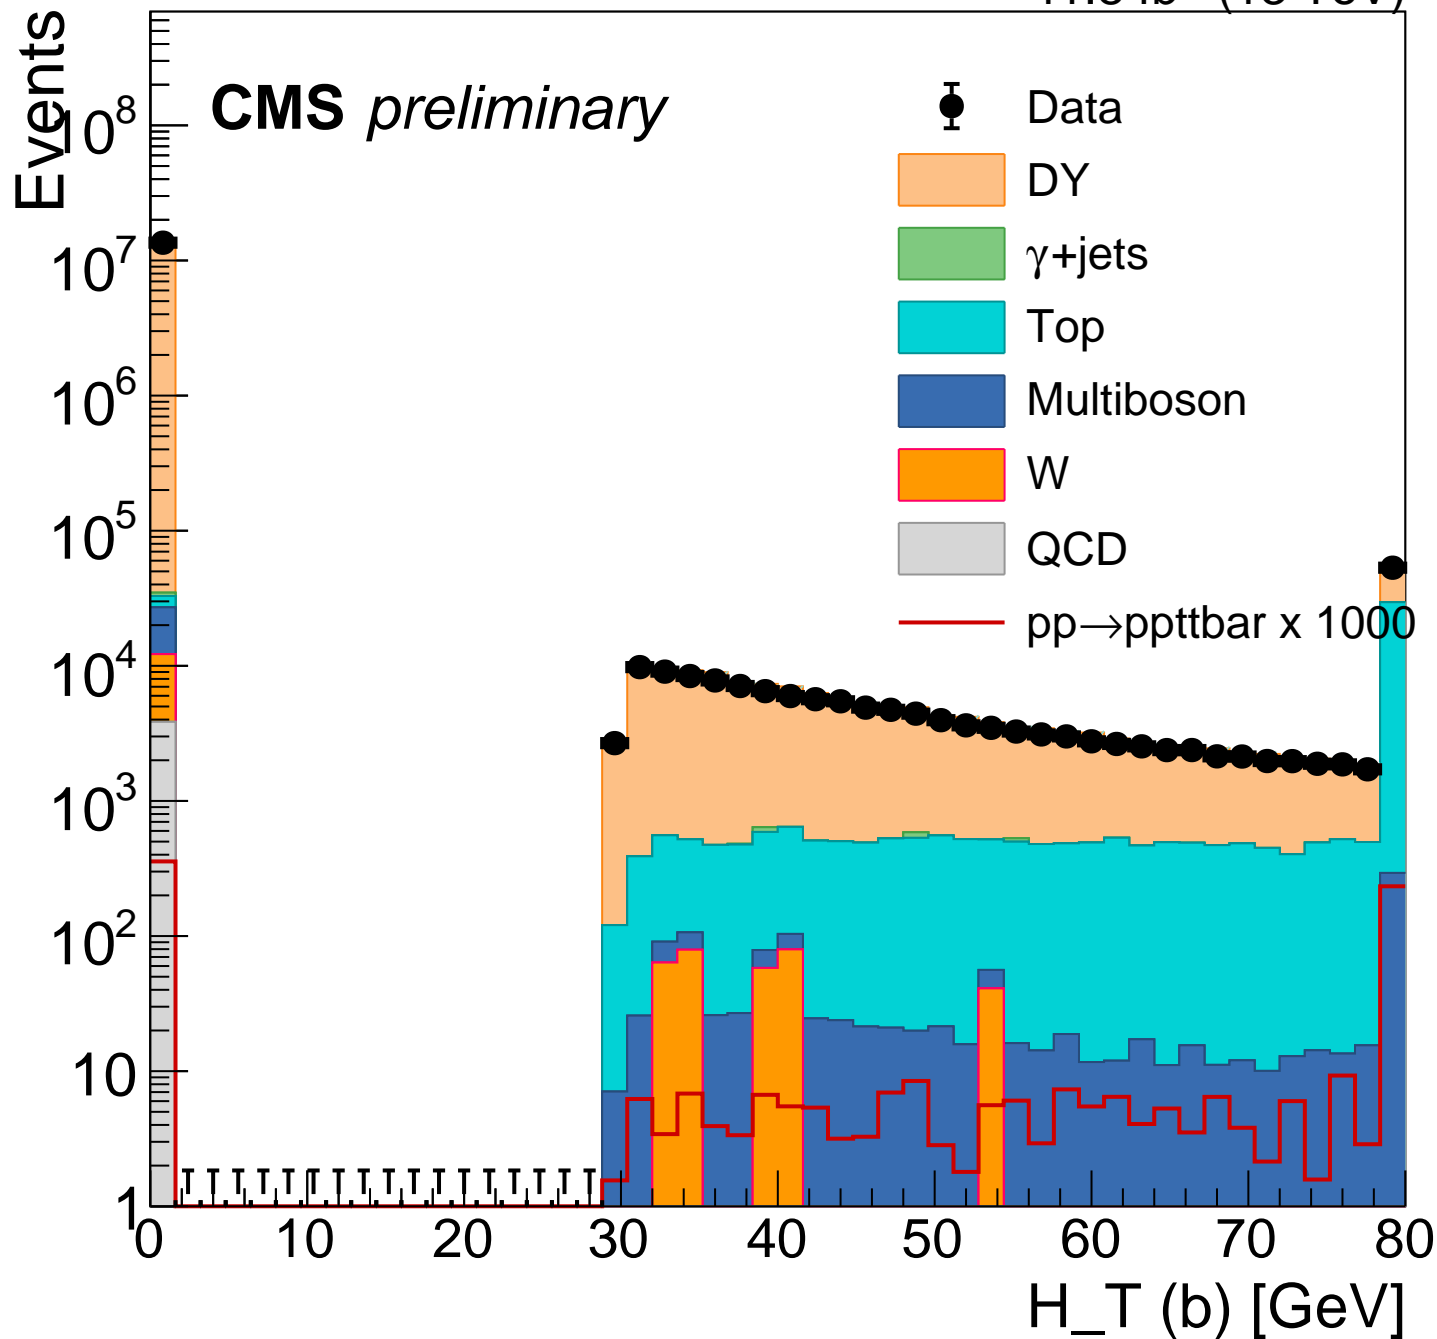 Events
CMS preliminary
Data
DY
γ+jets
Top
Multiboson
W
QCD
pp→ppttbar x 1000
10^8
10^7
10^6
10^5
10^4
10^3
10^2
10
1
0 10 20 30 40 50 60 70 80
H_T (b) [GeV]